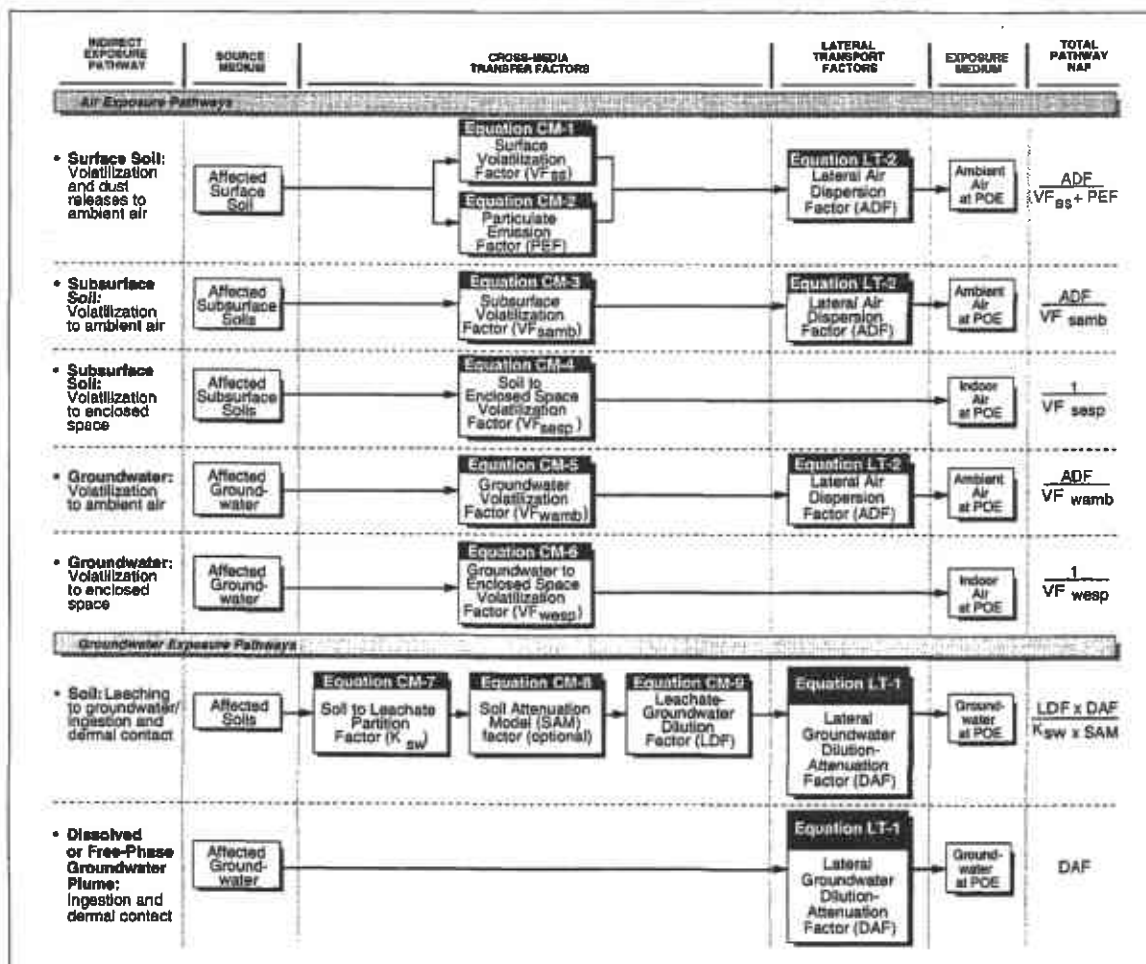 INDIRECT
EXPOSURE
PATHWAY
SOURCE
MEDIUM
CROSS-MEDIA
TRANSFER FACTORS
LATERAL
TRANSPORT
FACTORS
EXPOSURE
MEDIUM
TOTAL
PATHWAY
NAF
Air Exposure Pathways
• Surface Soil:
Volatilization
and dust
releases to
ambient air
Affected
Surface
Soil
Equation CM-1
Surface
Volatilization
Factor (VFss)
Equation CM-2
Particulate
Emission
Factor (PEF)
Equation LT-2
Lateral Air
Dispersion
Factor (ADF)
Ambient
Air
at POE
ADF
VFss + PEF
• Subsurface
Soil:
Volatilization
to ambient air
Affected
Subsurface
Soils
Equation CM-3
Subsurface
Volatilization
Factor (VFsamb)
Equation LT-2
Lateral Air
Dispersion
Factor (ADF)
Ambient
Air
at POE
ADF
VF samb
• Subsurface
Soil:
Volatilization
to enclosed
space
Affected
Subsurface
Soils
Equation CM-4
Soil to
Enclosed Space
Volatilization
Factor (VFsesp)
Indoor
Air
at POE
1
VF sesp
• Groundwater:
Volatilization
to ambient air
Affected
Ground-
water
Equation CM-5
Groundwater
Volatilization
Factor (VFwamb)
Equation LT-2
Lateral Air
Dispersion
Factor (ADF)
Ambient
Air
at POE
ADF
VF wamb
• Groundwater:
Volatilization
to enclosed
space
Affected
Ground-
water
Equation CM-6
Groundwater to
Enclosed Space
Volatilization
Factor (VFwesp)
Indoor
Air
at POE
1
VF wesp
Groundwater Exposure Pathways
• Soil: Leaching
to groundwater/
ingestion and
dermal contact
Affected
Soils
Equation CM-7
Soil to Leachate
Partition
Factor (K sw)
Equation CM-8
Soil Attenuation
Model (SAM)
factor (optional)
Equation CM-9
Leachate-
Groundwater
Dilution
Factor (LDF)
Equation LT-1
Lateral
Groundwater
Dilution-
Attenuation
Factor (DAF)
Ground-
water
at POE
LDF x DAF
Ksw x SAM
• Dissolved
or Free-Phase
Groundwater
Plume:
Ingestion and
dermal contact
Affected
Ground-
water
Equation LT-1
Lateral
Groundwater
Dilution-
Attenuation
Factor (DAF)
Ground-
water
at POE
DAF